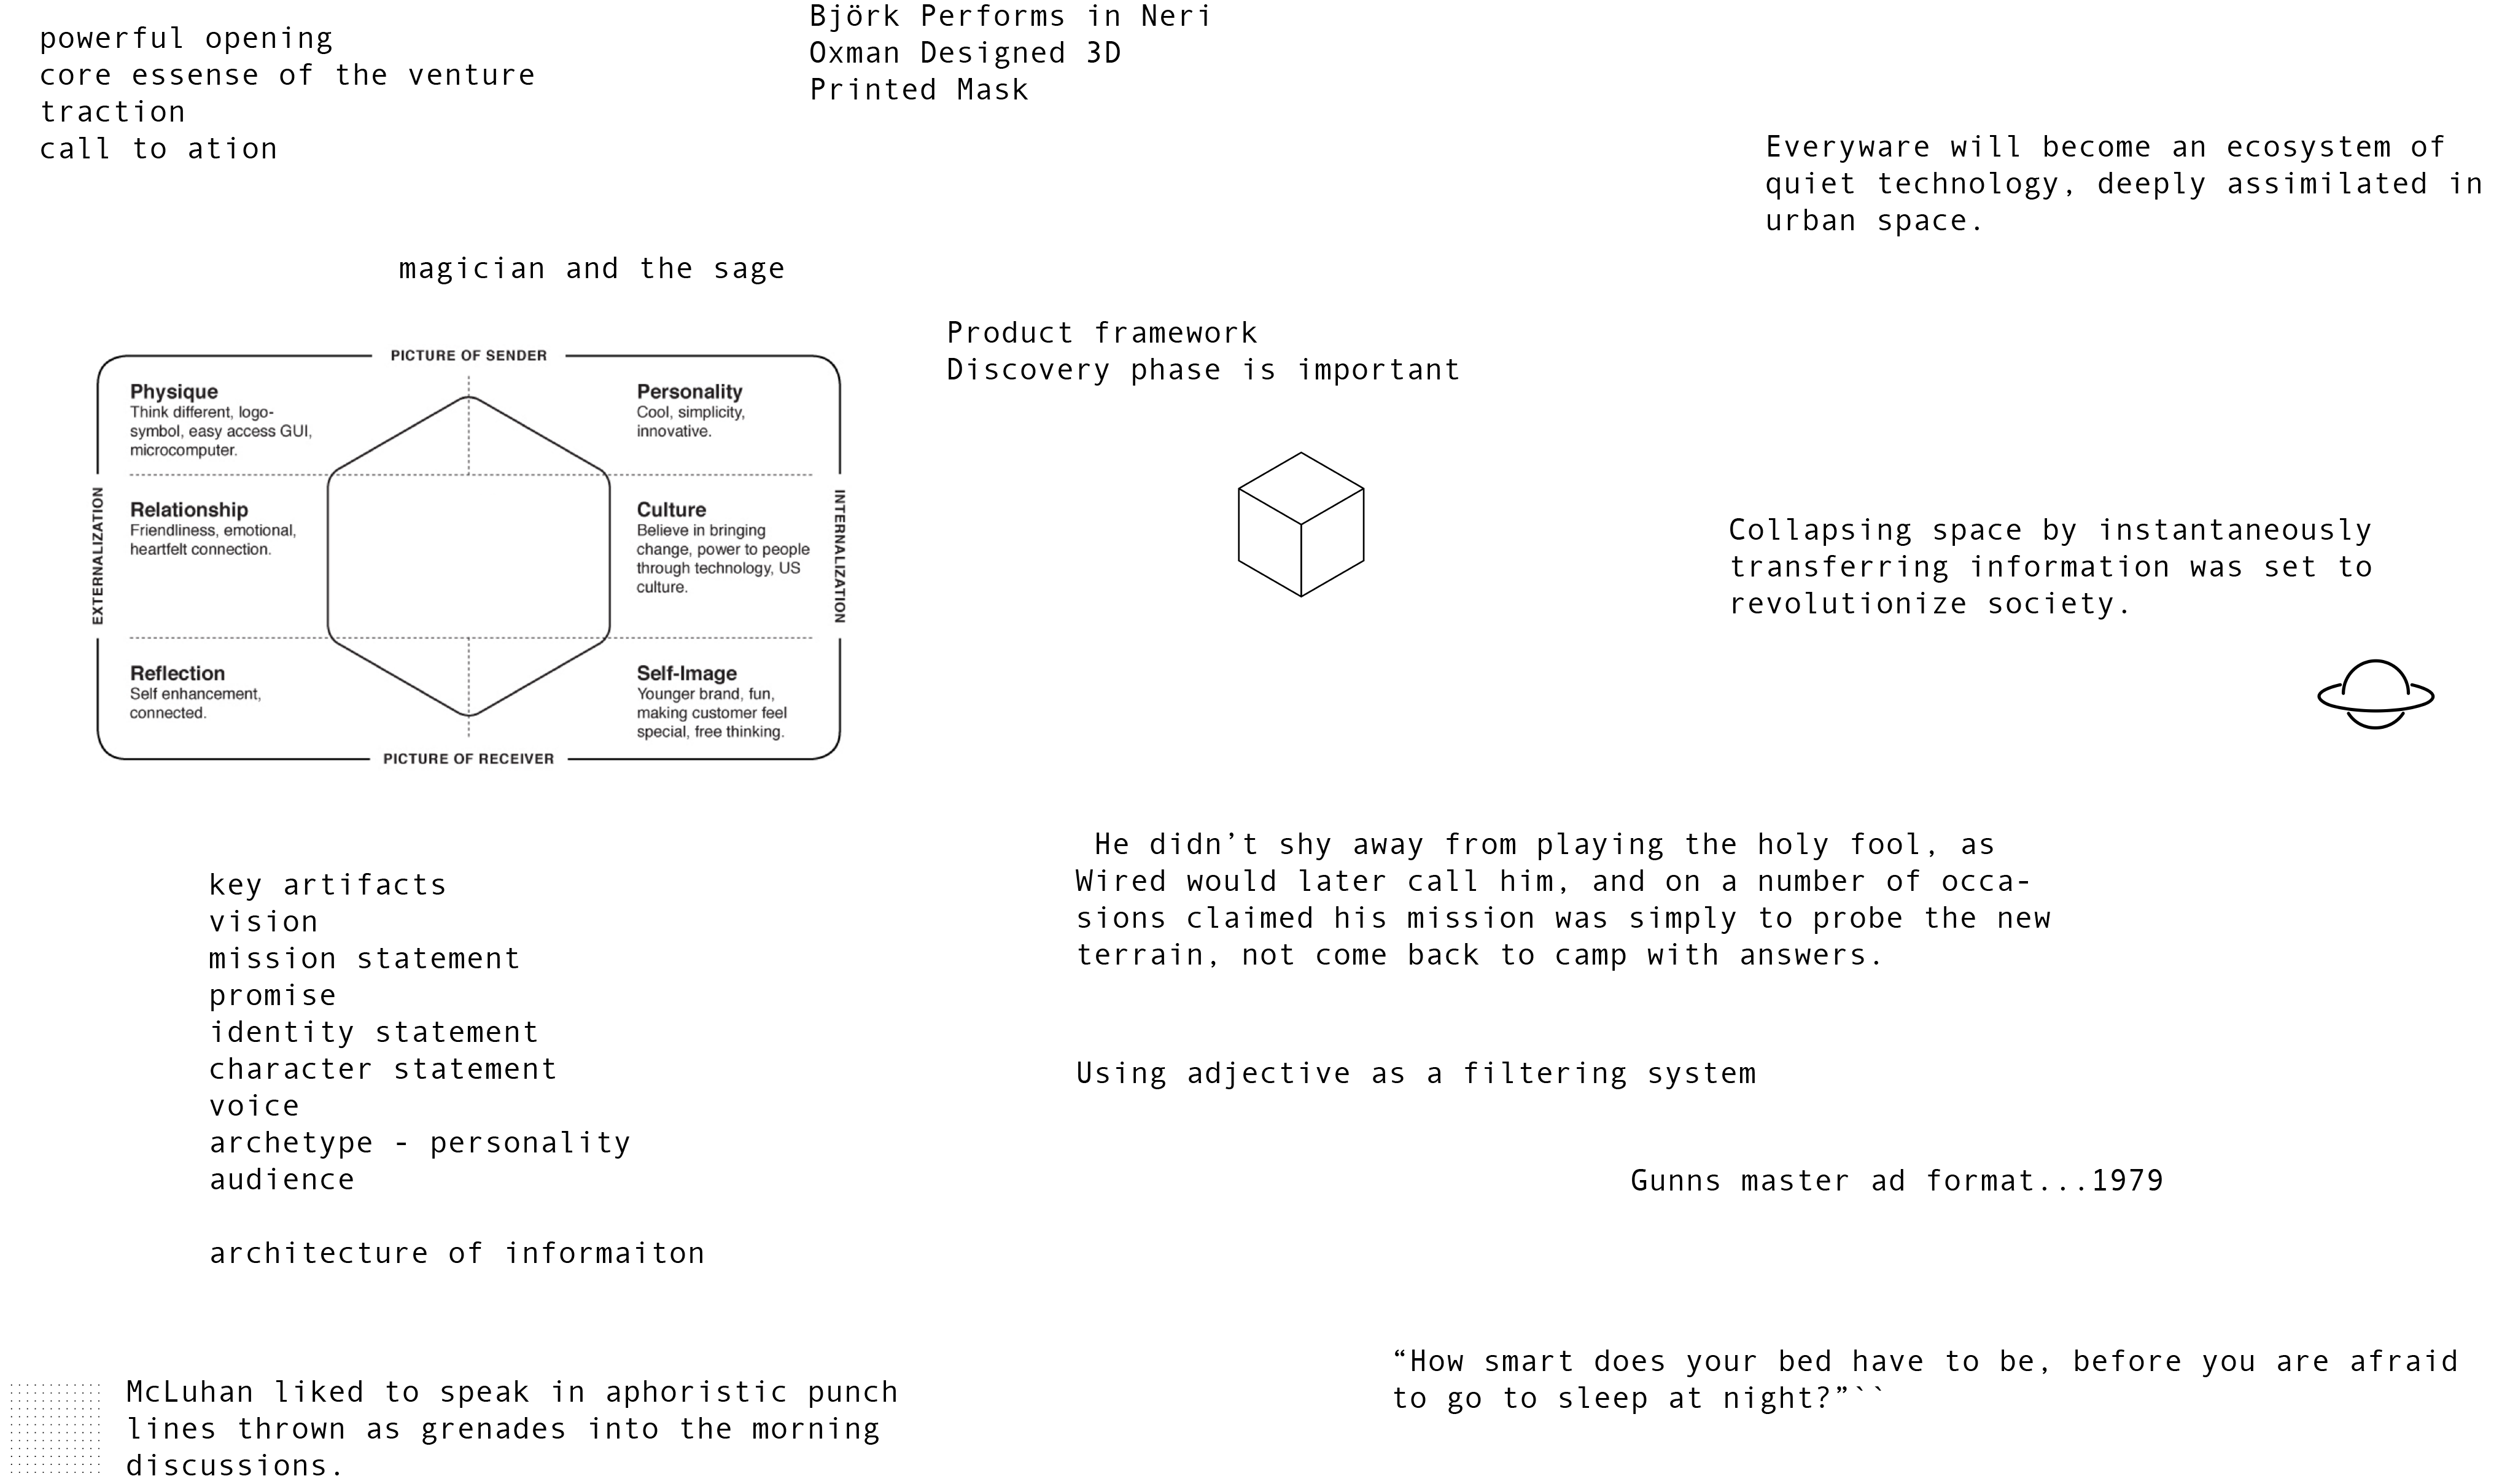 powerful opening
core essense of the venture
traction
call to ation
Björk Performs in Neri
Oxman Designed 3D
Printed Mask
Everyware will become an ecosystem of
quiet technology, deeply assimilated in
urban space.
magician and the sage
Product framework
Discovery phase is important
PICTURE OF SENDER
Physique
Think different, logo-
symbol, easy access GUI,
microcomputer.
Personality
Cool, simplicity,
innovative.
EXTERNALIZATION
Relationship
Friendliness, emotional,
heartfelt connection.
Culture
Believe in bringing
change, power to people
through technology, US
culture.
INTERNALIZATION
Reflection
Self enhancement,
connected.
Self-Image
Younger brand, fun,
making customer feel
special, free thinking.
PICTURE OF RECEIVER
Collapsing space by instantaneously
transferring information was set to
revolutionize society.
He didn’t shy away from playing the holy fool, as
Wired would later call him, and on a number of occa-
sions claimed his mission was simply to probe the new
terrain, not come back to camp with answers.
key artifacts
vision
mission statement
promise
identity statement
character statement
voice
archetype - personality
audience
architecture of informaiton
Using adjective as a filtering system
Gunns master ad format...1979
“How smart does your bed have to be, before you are afraid
to go to sleep at night?”``
McLuhan liked to speak in aphoristic punch
lines thrown as grenades into the morning
discussions.